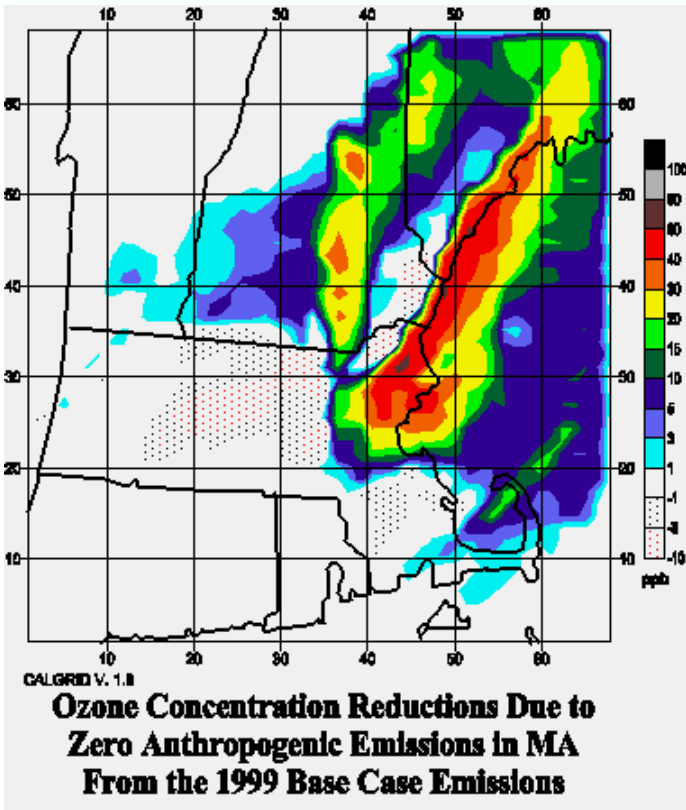 10 20 30 40 50 60
60 60
50 50
40 40
30 30
20 20
10 10
10 20 30 40 50 60
100
80
60
40
30
20
15
10
5
3
1
-1
-10
ppb
CALGRID V. 1.0
Ozone Concentration Reductions Due to
Zero Anthropogenic Emissions in MA
From the 1999 Base Case Emissions